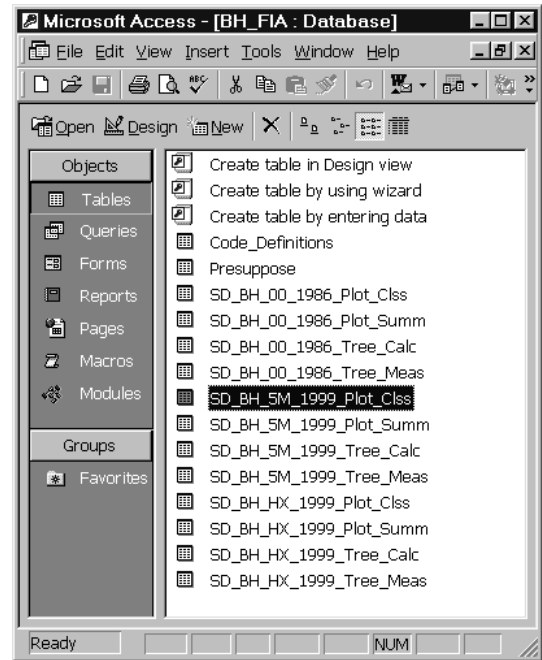 Microsoft Access - [BH_FIA : Database]
File Edit View Insert Tools Window Help
ABC W
Open Design New
Objects
Tables
Queries
Forms
Reports
Pages
Macros
Modules
Groups
Favorites
Create table in Design view
Create table by using wizard
Create table by entering data
Code_Definitions
Presuppose
SD_BH_00_1986_Plot_Clss
SD_BH_00_1986_Plot_Summ
SD_BH_00_1986_Tree_Calc
SD_BH_00_1986_Tree_Meas
SD_BH_5M_1999_Plot_Clss
SD_BH_5M_1999_Plot_Summ
SD_BH_5M_1999_Tree_Calc
SD_BH_5M_1999_Tree_Meas
SD_BH_HX_1999_Plot_Clss
SD_BH_HX_1999_Plot_Summ
SD_BH_HX_1999_Tree_Calc
SD_BH_HX_1999_Tree_Meas
Ready NUM